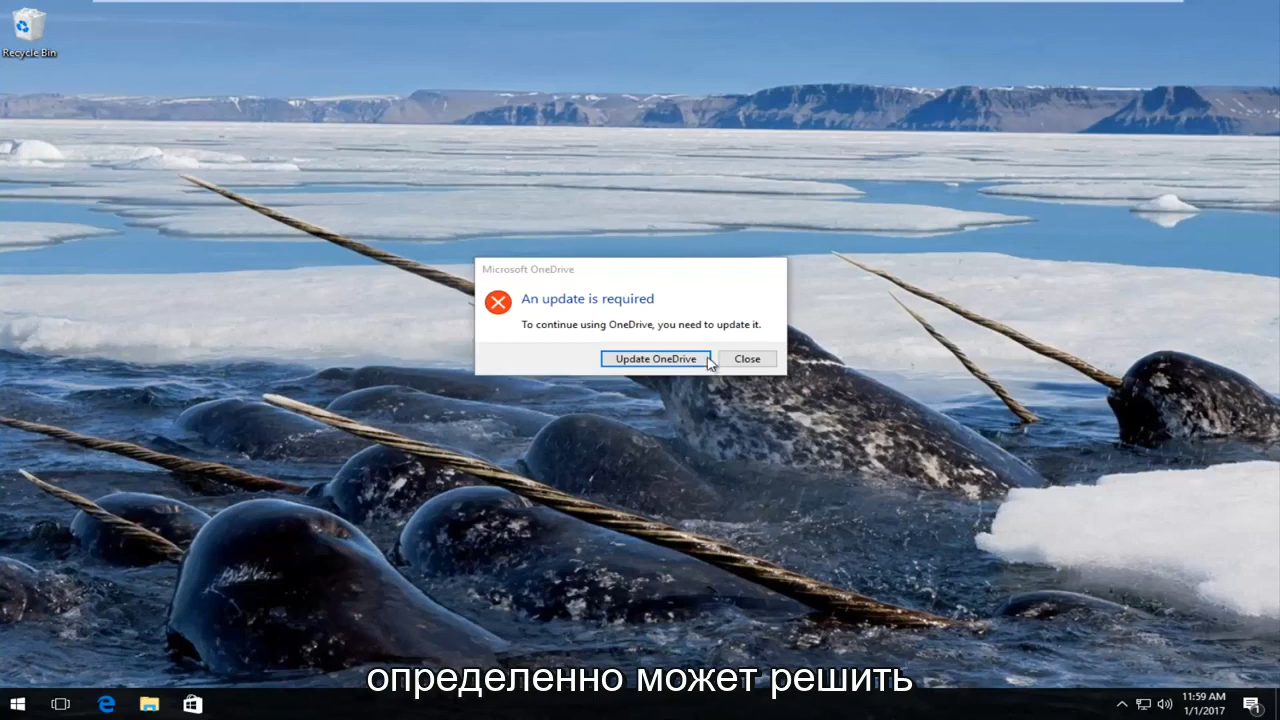 Recycle Bin
Microsoft OneDrive
An update is required
To continue using OneDrive, you need to update it.
Update OneDrive
Close
определенно может решить
11:59 AM
1/1/2017
1